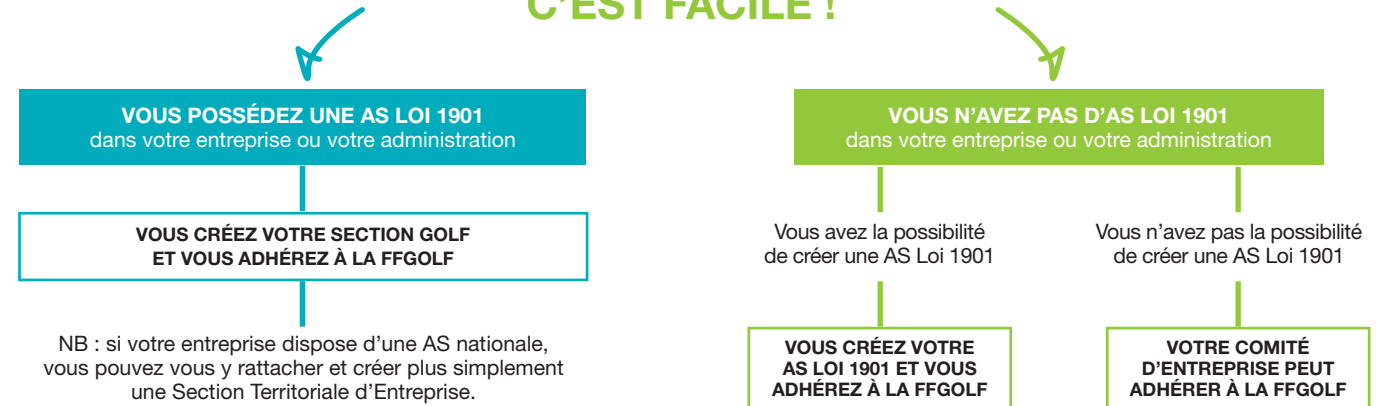 C'EST FACILE !
VOUS POSSÉDEZ UNE AS LOI 1901
dans votre entreprise ou votre administration
VOUS CRÉEZ VOTRE SECTION GOLF
ET VOUS ADHÉREZ À LA FFGOLF
NB : si votre entreprise dispose d'une AS nationale,
vous pouvez vous y rattacher et créer plus simplement
une Section Territoriale d'Entreprise.
VOUS N'AVEZ PAS D'AS LOI 1901
dans votre entreprise ou votre administration
Vous avez la possibilité
de créer une AS Loi 1901
VOUS CRÉEZ VOTRE
AS LOI 1901 ET VOUS
ADHÉREZ À LA FFGOLF
Vous n'avez pas la possibilité
de créer une AS Loi 1901
VOTRE COMITÉ
D'ENTREPRISE PEUT
ADHÉRER À LA FFGOLF